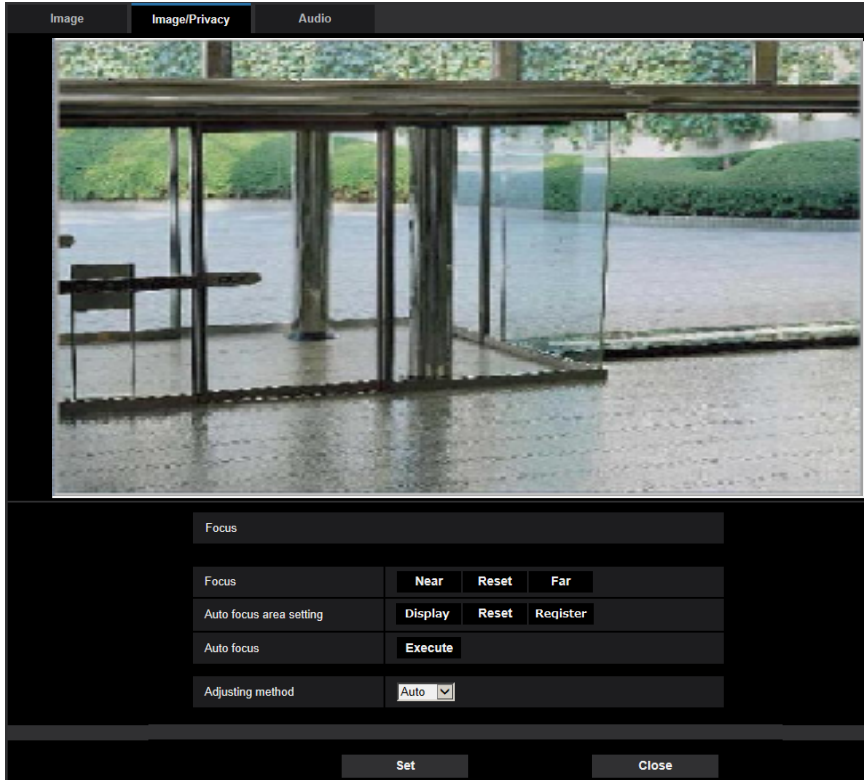 Image Image/Privacy Audio
Focus
Focus Near Reset Far
Auto focus area setting Display Reset Register
Auto focus Execute
Adjusting method Auto
Set Close